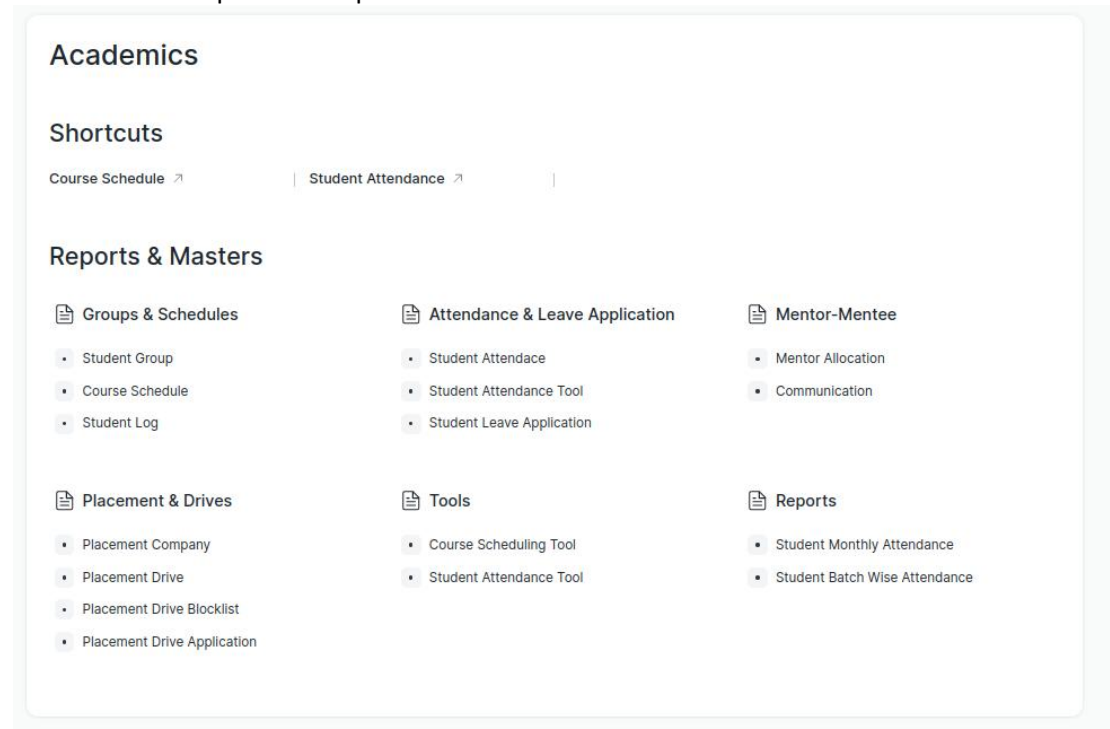 Academics
Shortcuts
Course Schedule ↗ | Student Attendance ↗ |
Reports & Masters
Groups & Schedules
Student Group
Course Schedule
Student Log
Attendance & Leave Application
Student Attendace
Student Attendance Tool
Student Leave Application
Mentor-Mentee
Mentor Allocation
Communication
Placement & Drives
Placement Company
Placement Drive
Placement Drive Blocklist
Placement Drive Application
Tools
Course Scheduling Tool
Student Attendance Tool
Reports
Student Monthly Attendance
Student Batch Wise Attendance